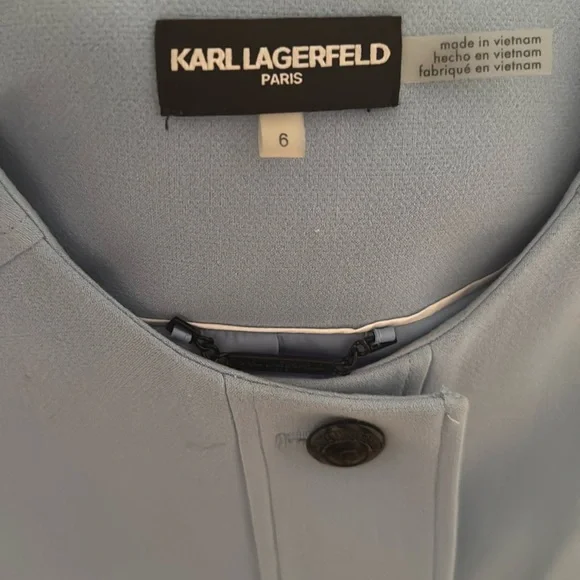 KARL LAGERFELD
PARIS
made in vietnam
hecho en vietnam
fabriqué en vietnam
6